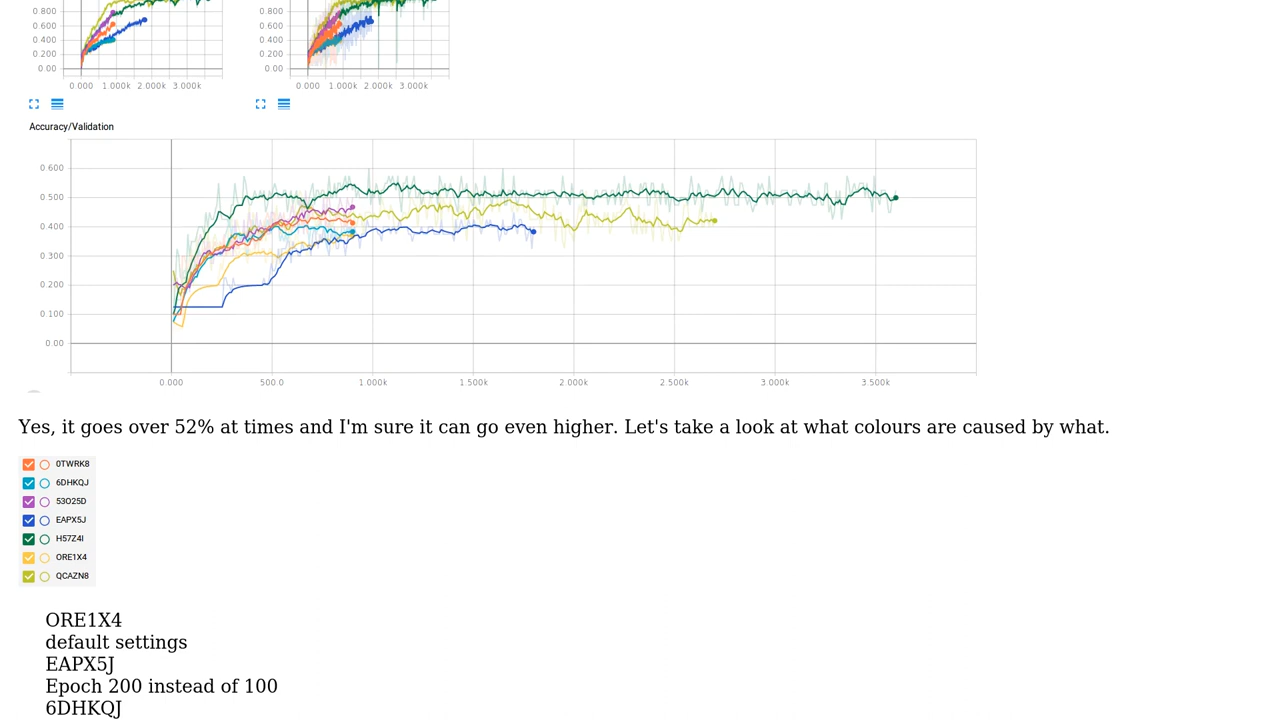 0.800 0.800
0.600 0.600
0.400 0.400
0.200 0.200
0.00 0.00
0.000 1.000k 2.000k 3.000k 0.000 1.000k 2.000k 3.000k
Accuracy/Validation
0.600
0.500
0.400
0.300
0.200
0.100
0.00
0.000 500.0 1.000k 1.500k 2.000k 2.500k 3.000k 3.500k
Yes, it goes over 52% at times and I'm sure it can go even higher. Let's take a look at what colours are caused by what.
0TWRK8
6DHKQJ
53O25D
EAPX5J
H57Z4I
ORE1X4
QCAZN8
ORE1X4
default settings
EAPX5J
Epoch 200 instead of 100
6DHKQJ